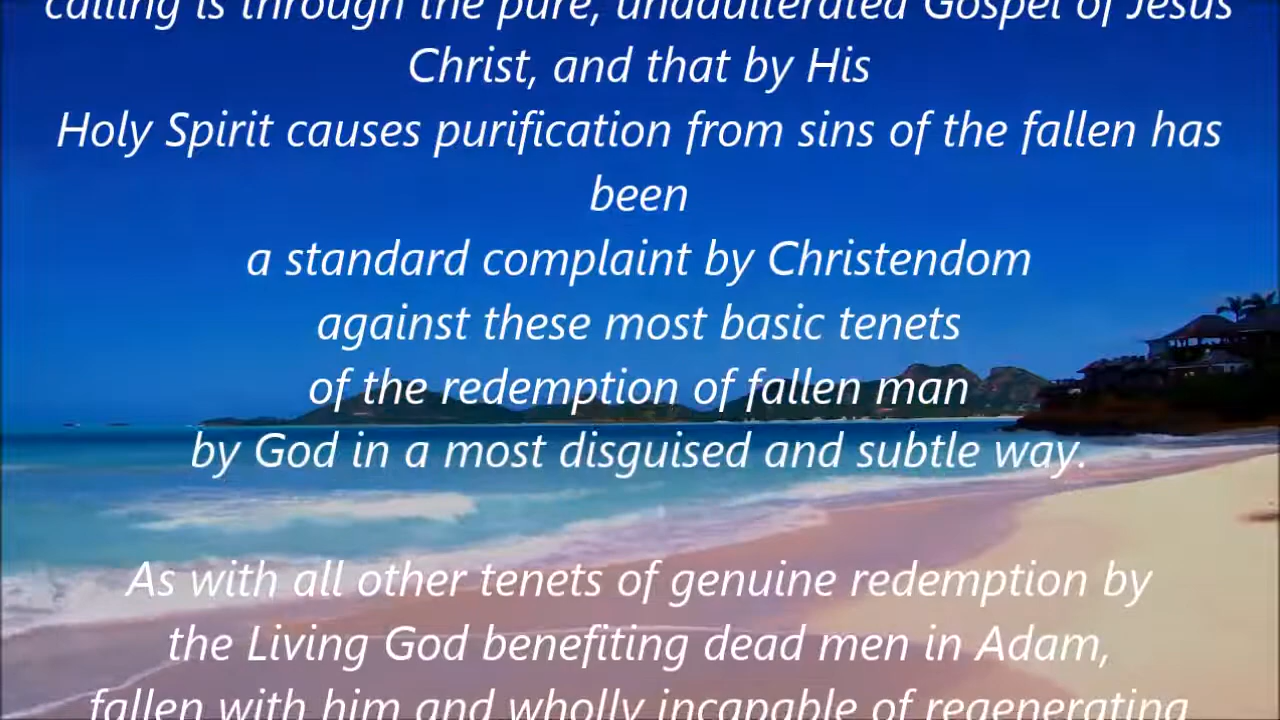 calling is through the pure, unadulterated Gospel of Jesus
Christ, and that by His
Holy Spirit causes purification from sins of the fallen has
been
a standard complaint by Christendom
against these most basic tenets
of the redemption of fallen man
by God in a most disguised and subtle way.
As with all other tenets of genuine redemption by
the Living God benefiting dead men in Adam,
fallen with him and wholly incapable of regenerating